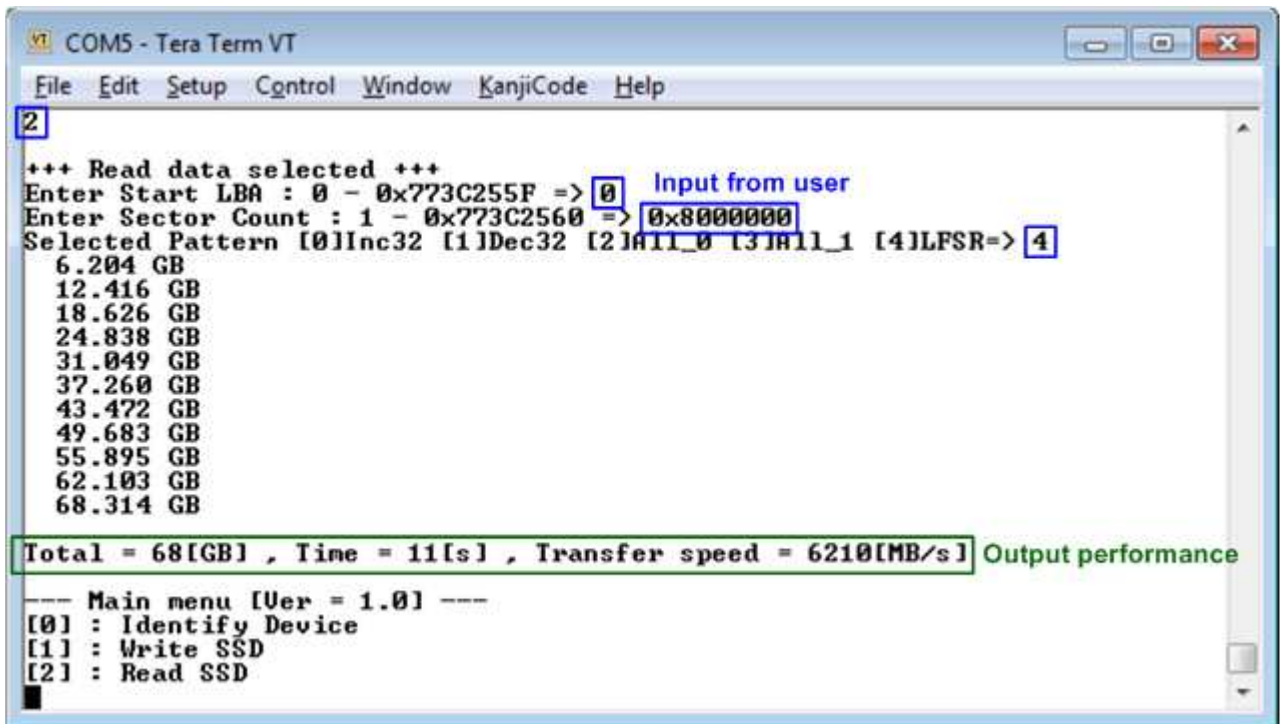 COM5 - Tera Term VT
File Edit Setup Control Window KanjiCode Help
2
+++ Read data selected +++
Enter Start LBA : 0 - 0x773C255F => 0 Input from user
Enter Sector Count : 1 - 0x773C2560 => 0x8000000
Selected Pattern [0]Inc32 [1]Dec32 [2]All_0 [3]All_1 [4]LFSR=> 4
6.204 GB
12.416 GB
18.626 GB
24.838 GB
31.049 GB
37.260 GB
43.472 GB
49.683 GB
55.895 GB
62.103 GB
68.314 GB
Total = 68[GB] , Time = 11[s] , Transfer speed = 6210[MB/s] Output performance
--- Main menu [Ver = 1.0] ---
[0] : Identify Device
[1] : Write SSD
[2] : Read SSD